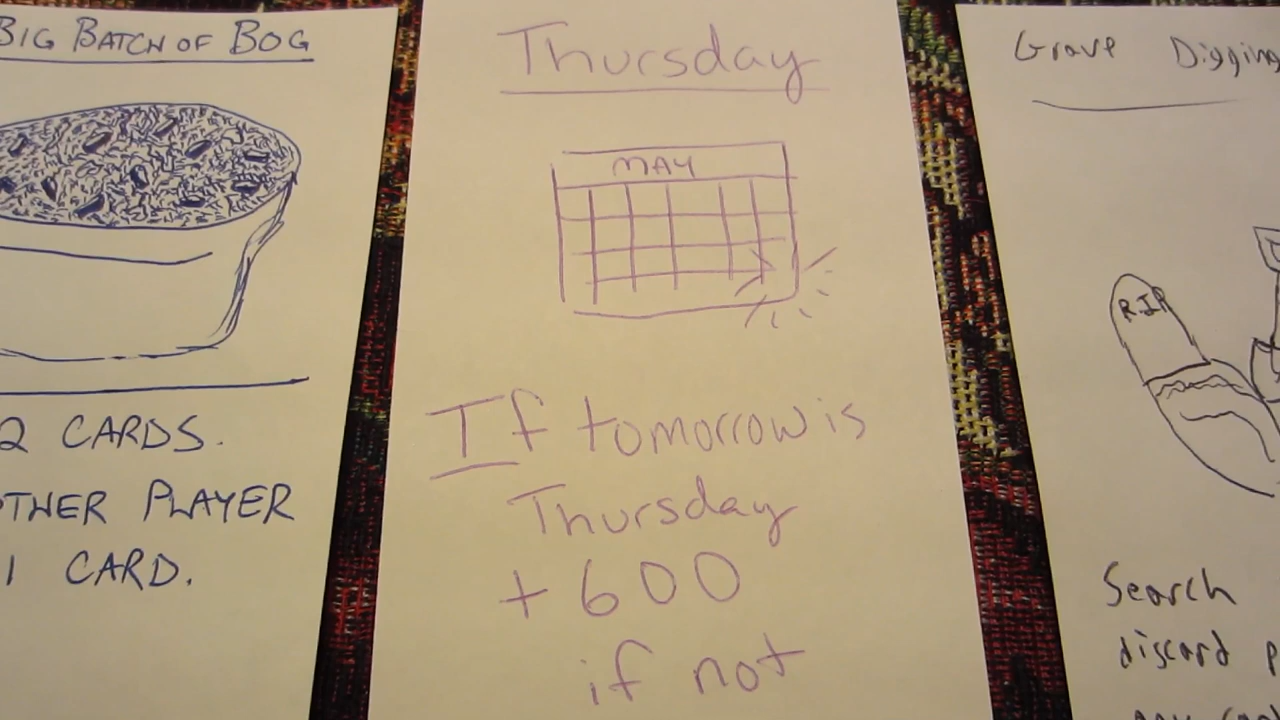 BIG BATCH OF BOG
2 CARDS.
OTHER PLAYER
1 CARD.
Thursday
MAY
If tomorrow is
Thursday
+600
if not
Grave Digging
RIP
Search
discard